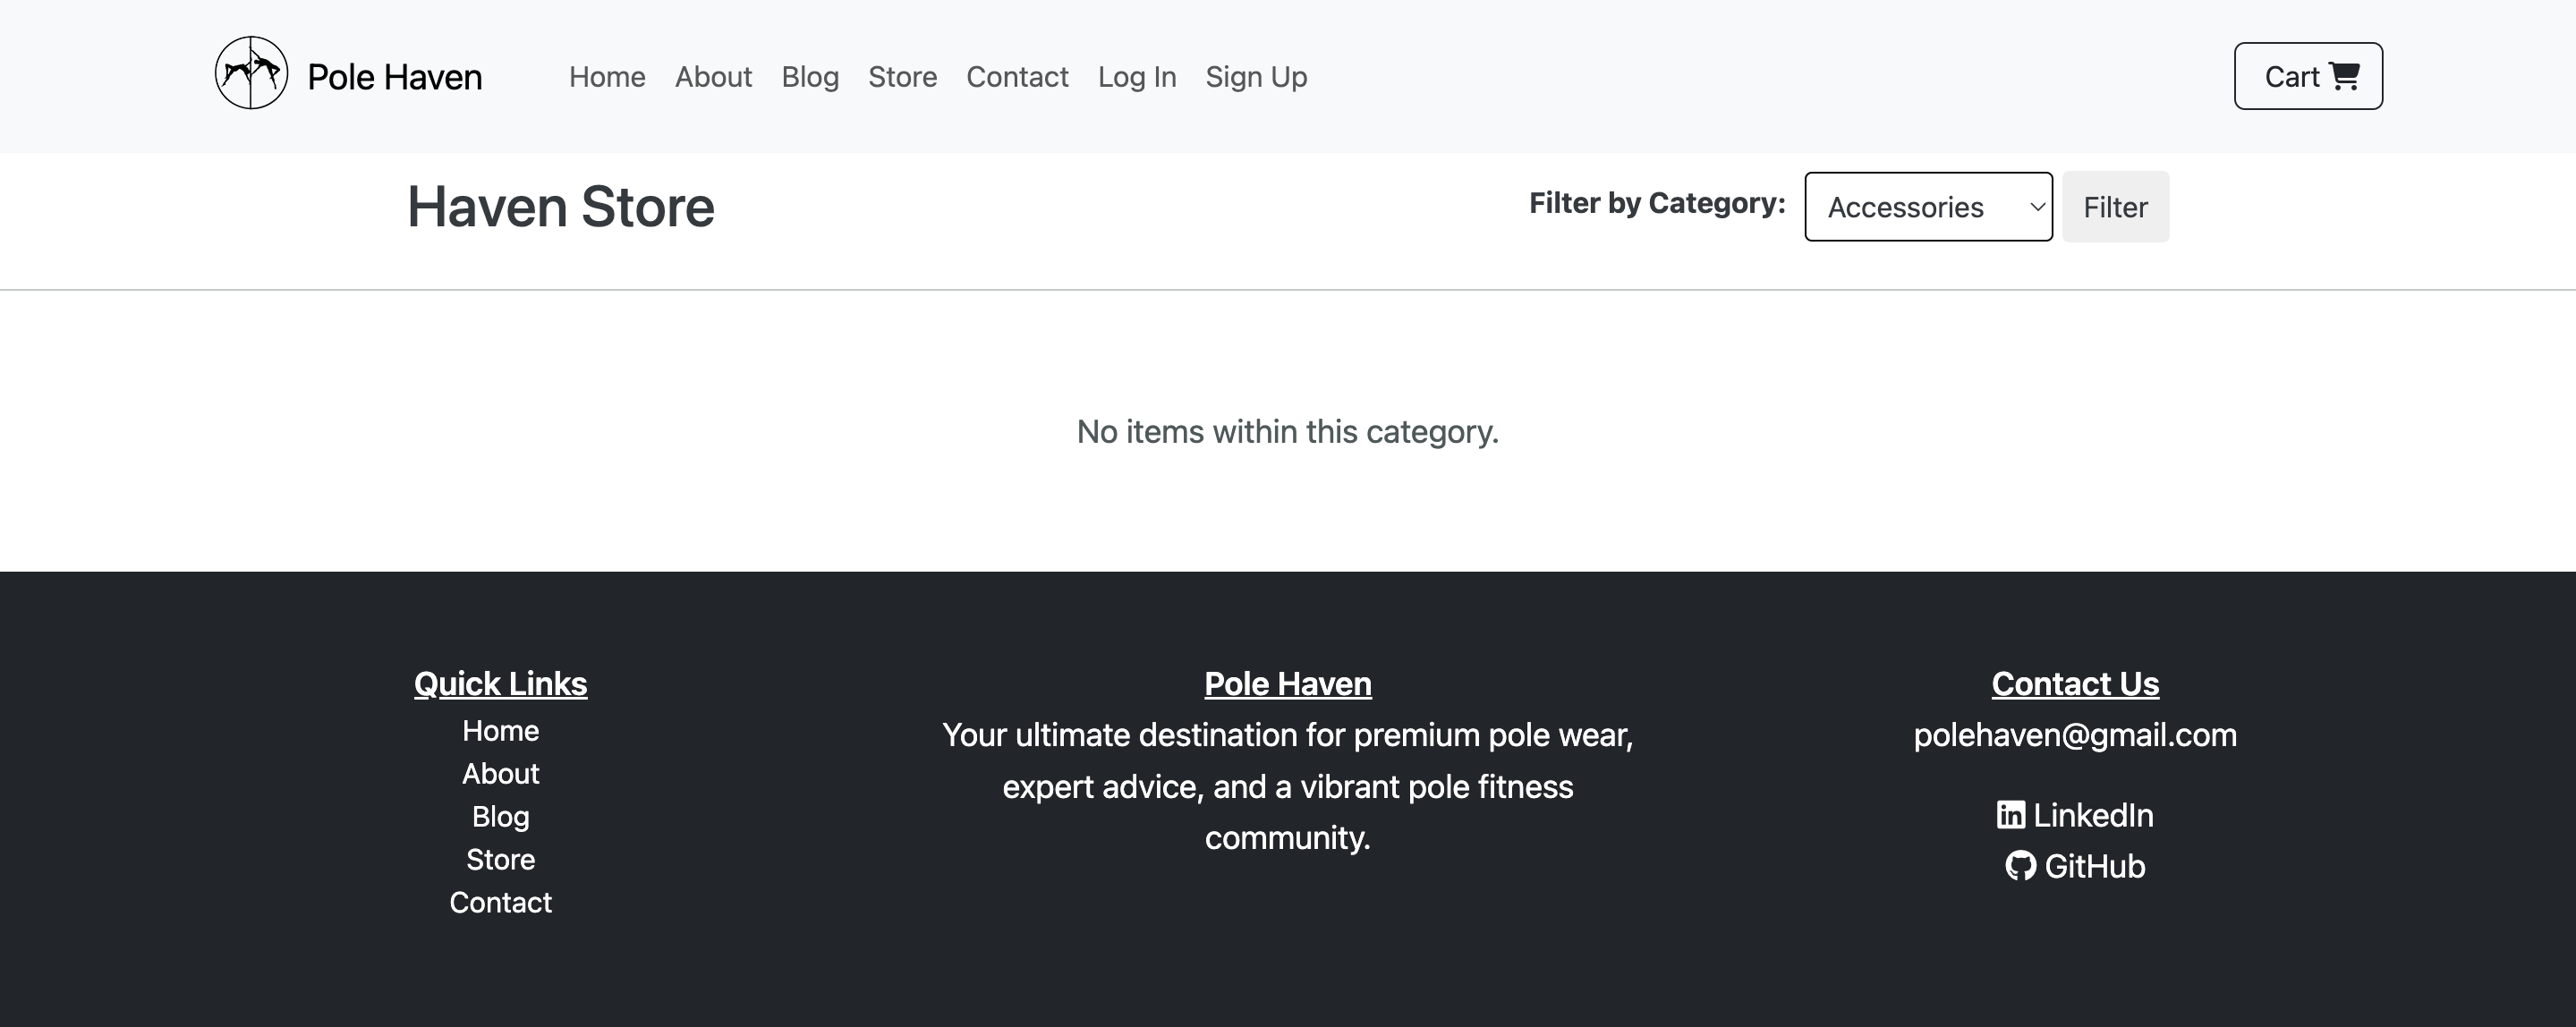 Pole Haven
Home About Blog Store Contact Log In Sign Up
Cart
Haven Store
Filter by Category: Accessories Filter
No items within this category.
Quick Links
Home
About
Blog
Store
Contact
Pole Haven
Your ultimate destination for premium pole wear,
expert advice, and a vibrant pole fitness
community.
Contact Us
polehaven@gmail.com
LinkedIn
GitHub